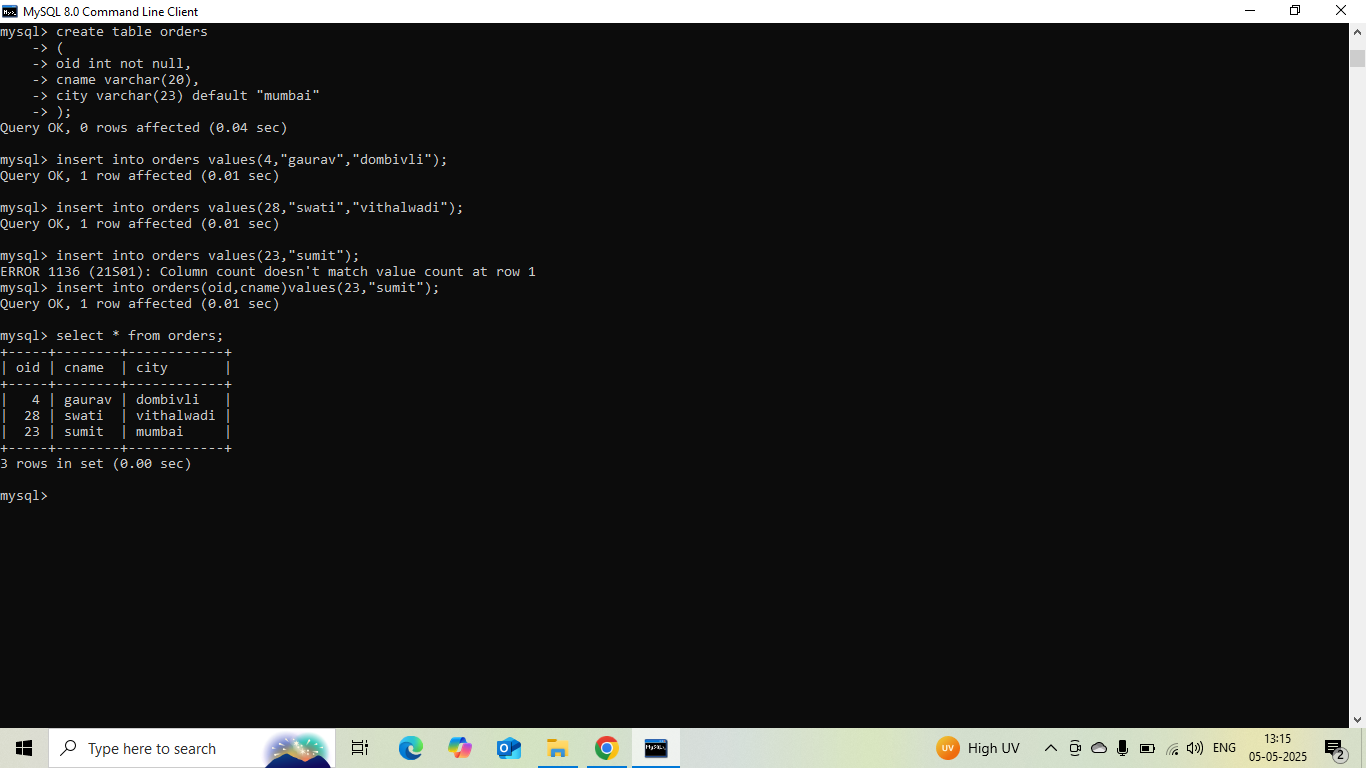 MySQL 8.0 Command Line Client
mysql> create table orders
    -> (
    -> oid int not null,
    -> cname varchar(20),
    -> city varchar(23) default "mumbai"
    -> );
Query OK, 0 rows affected (0.04 sec)

mysql> insert into orders values(4,"gaurav","dombivli");
Query OK, 1 row affected (0.01 sec)

mysql> insert into orders values(28,"swati","vithalwadi");
Query OK, 1 row affected (0.01 sec)

mysql> insert into orders values(23,"sumit");
ERROR 1136 (21S01): Column count doesn't match value count at row 1
mysql> insert into orders(oid,cname)values(23,"sumit");
Query OK, 1 row affected (0.01 sec)

mysql> select * from orders;
+-----+--------+------------+
| oid | cname  | city       |
+-----+--------+------------+
|   4 | gaurav | dombivli   |
|  28 | swati  | vithalwadi |
|  23 | sumit  | mumbai     |
+-----+--------+------------+
3 rows in set (0.00 sec)

mysql>
Type here to search
UV High UV
ENG
13:15
05-05-2025
2